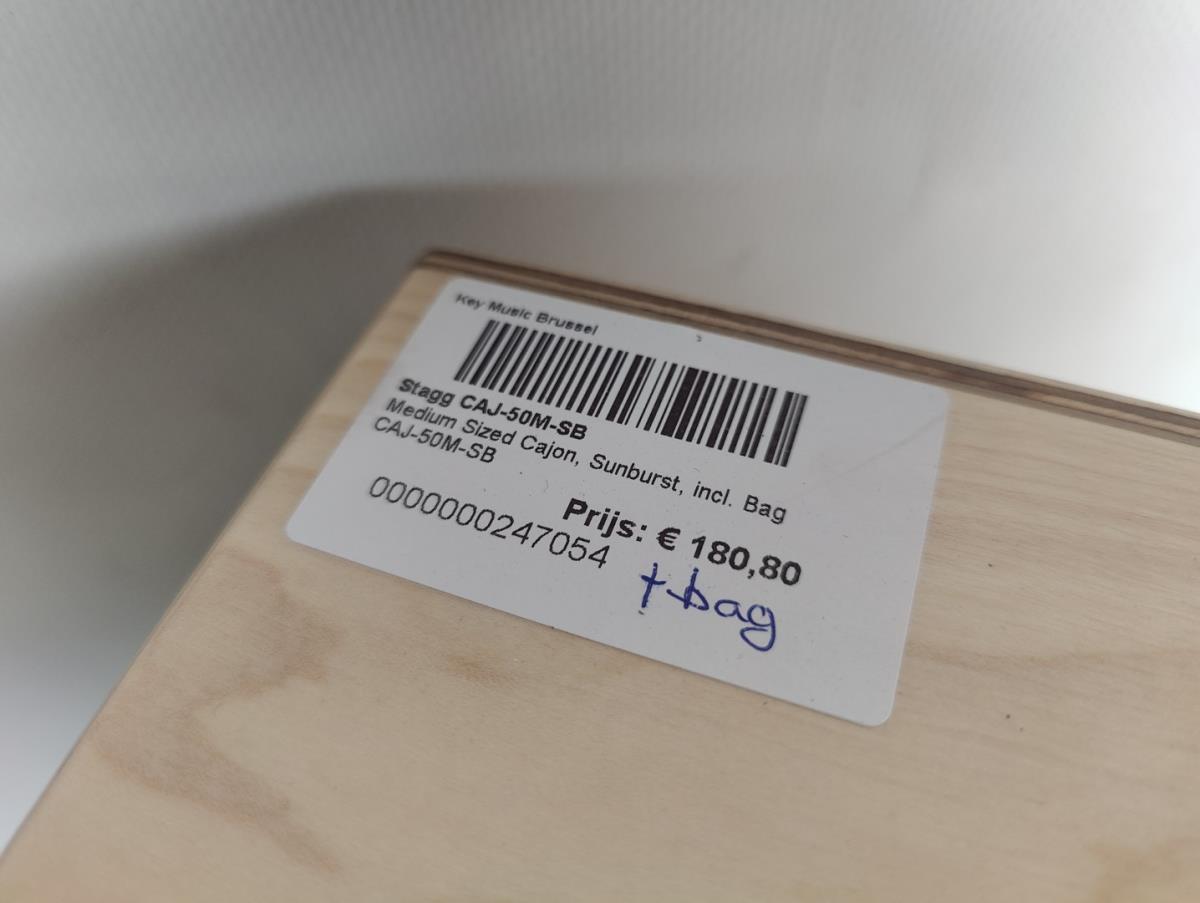 Key Music Brussel
Stagg CAJ-50M-SB
Medium Sized Cajon, Sunburst, incl. Bag
CAJ-50M-SB
Prijs: € 180,80
0000000247054
+bag